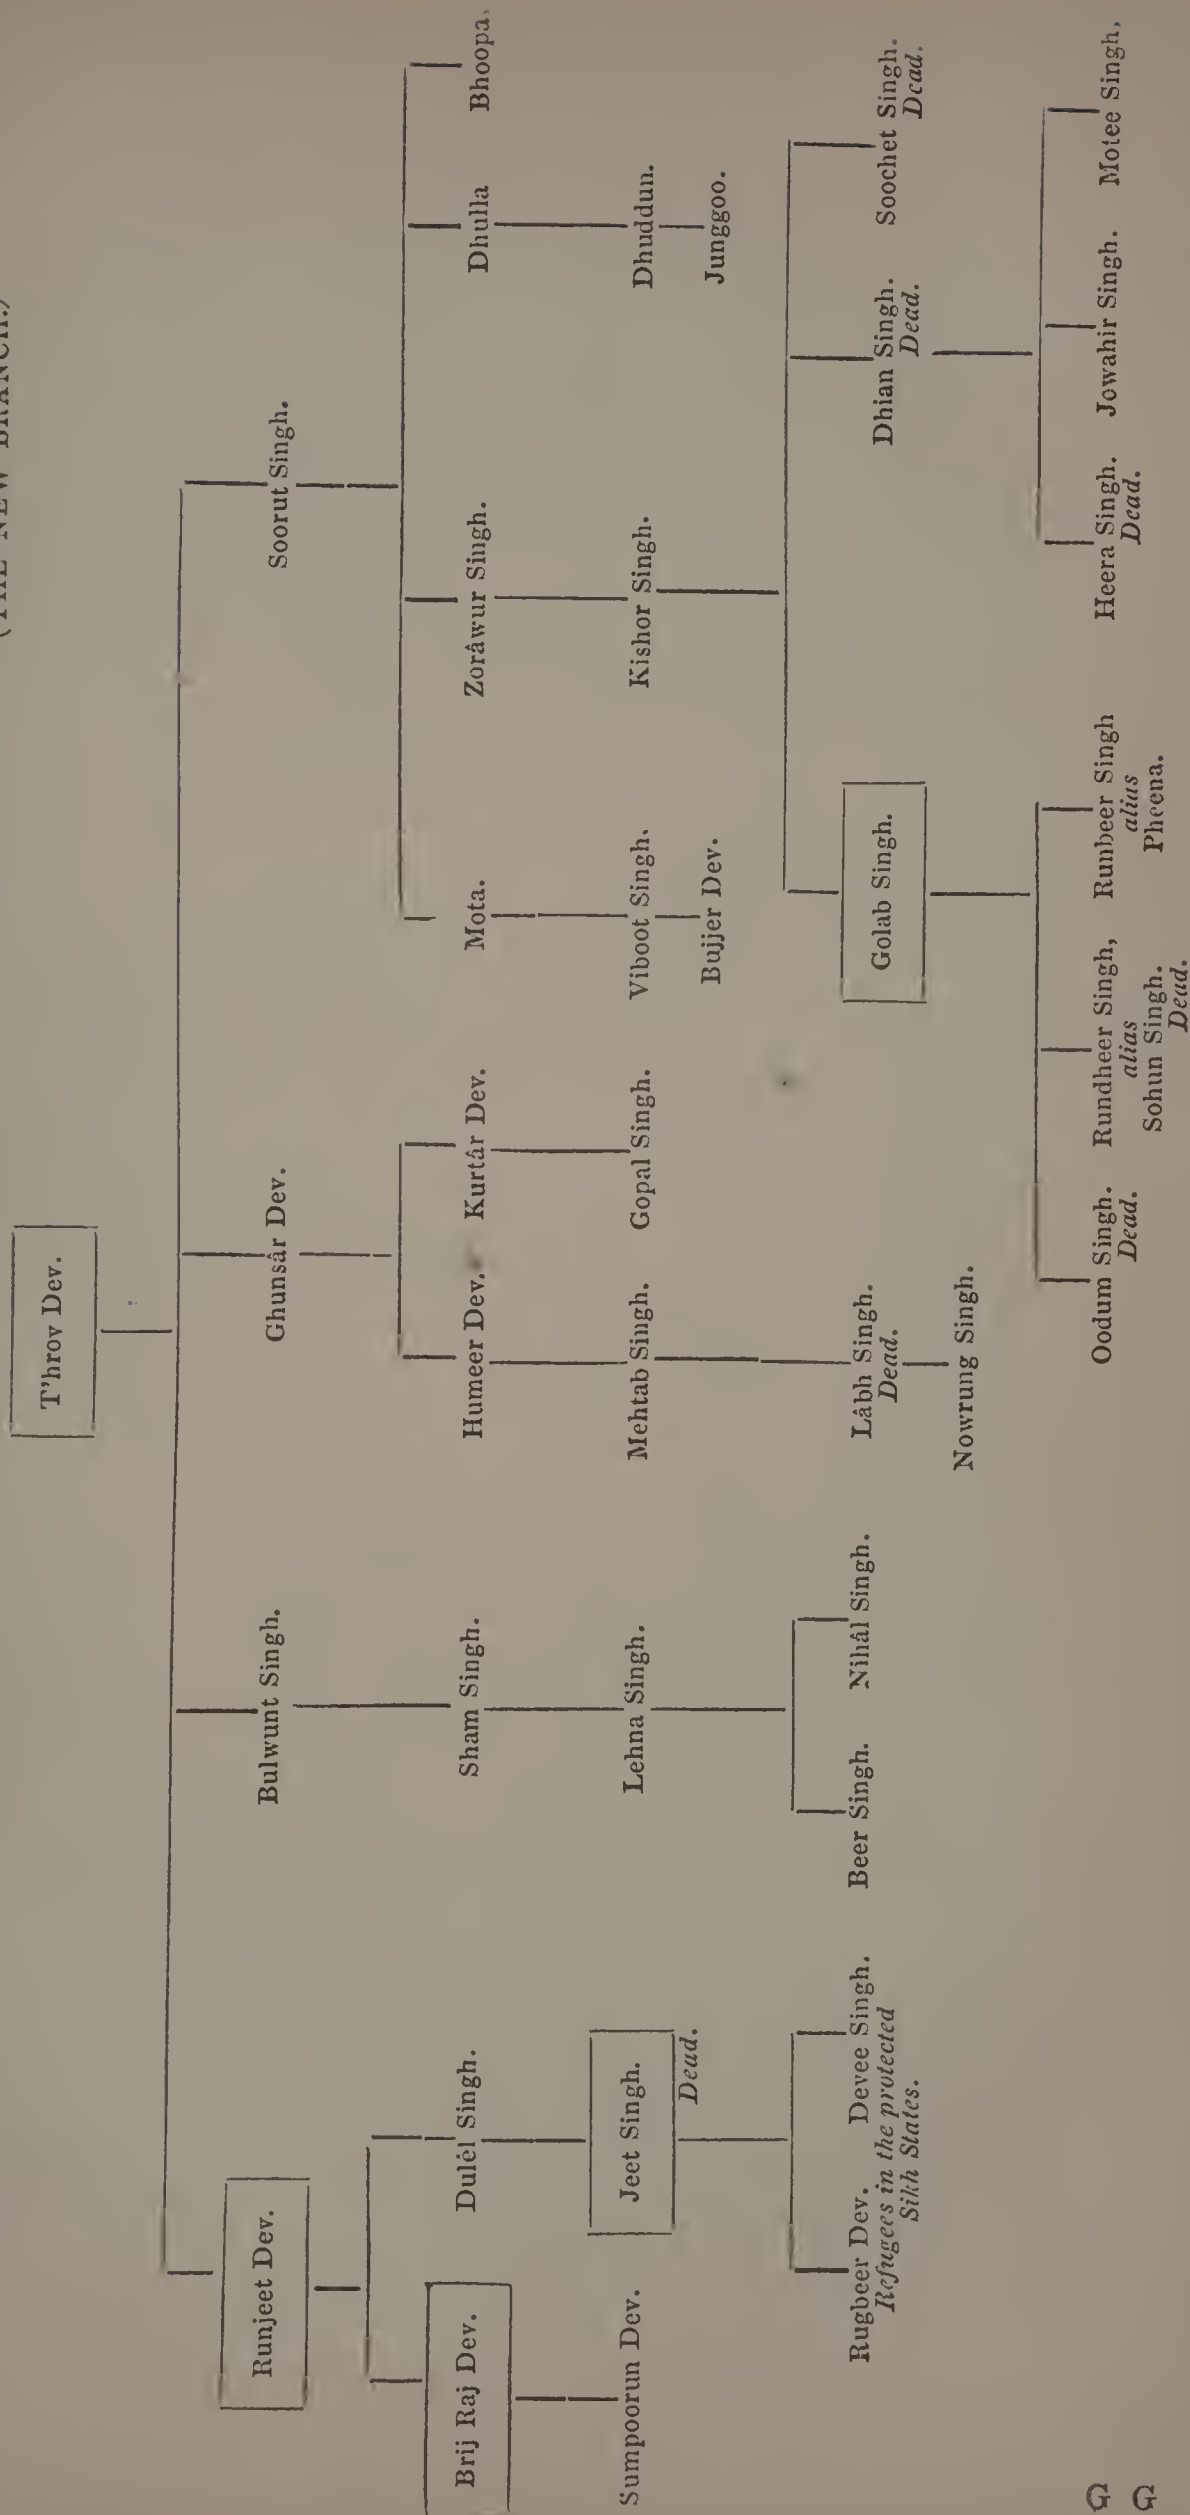 (THE NEW BRANCH.)
T'hrov Dev.
Runjeet Dev.
Bulwunt Singh.
Ghunsâr Dev.
Soorut Singh.
Brij Raj Dev.
Dulel Singh.
Sham Singh.
Humeer Dev.
Kurtâr Dev.
Mota.
Zorâwur Singh.
Dhulla
Bhoopa.
Sumpoorun Dev.
Jeet Singh.
Dead.
Lehna Singh.
Mehtab Singh.
Gopal Singh.
Viboot Singh.
Bujjer Dev.
Kishor Singh.
Dhuddun.
Junggoo.
Rugbeer Dev.
Devee Singh.
Refugees in the protected
Sikh States.
Beer Singh.
Nihâl Singh.
Lâbh Singh.
Dead.
Nowrung Singh.
Golab Singh.
Dhian Singh.
Dead.
Soochet Singh.
Dead.
Oodum Singh.
Dead.
Rundheer Singh,
alias
Sohun Singh.
Dead.
Runbeer Singh
alias
Pheena.
Heera Singh.
Dead.
Jowahir Singh.
Motee Singh,
G G